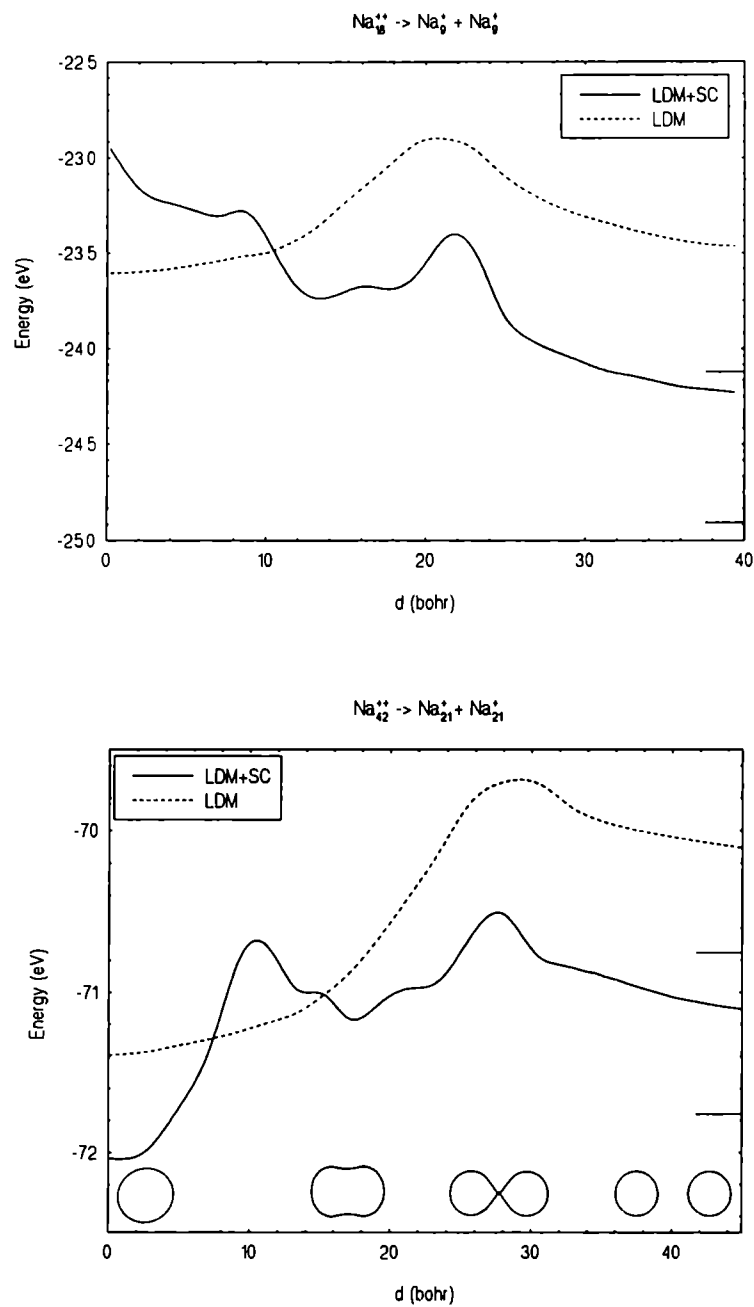 Na₁₈⁺⁺ -> Na₉⁺ + Na₉⁺
-225
-230
-235
-240
-245
-250
Energy (eV)
LDM+SC
LDM
0 10 20 30 40
d (bohr)
Na₄₂⁺⁺ -> Na₂₁⁺ + Na₂₁⁺
LDM+SC
LDM
-70
-71
-72
Energy (eV)
0 10 20 30 40
d (bohr)